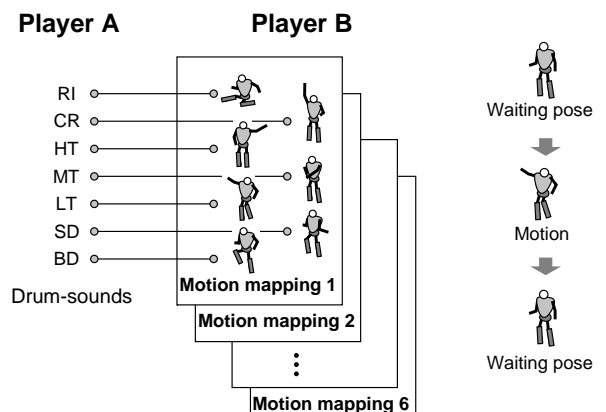 Player A
Player B
RI
CR
HT
MT
LT
SD
BD
Drum-sounds
Motion mapping 1
Motion mapping 2
Motion mapping 6
Waiting pose
Motion
Waiting pose